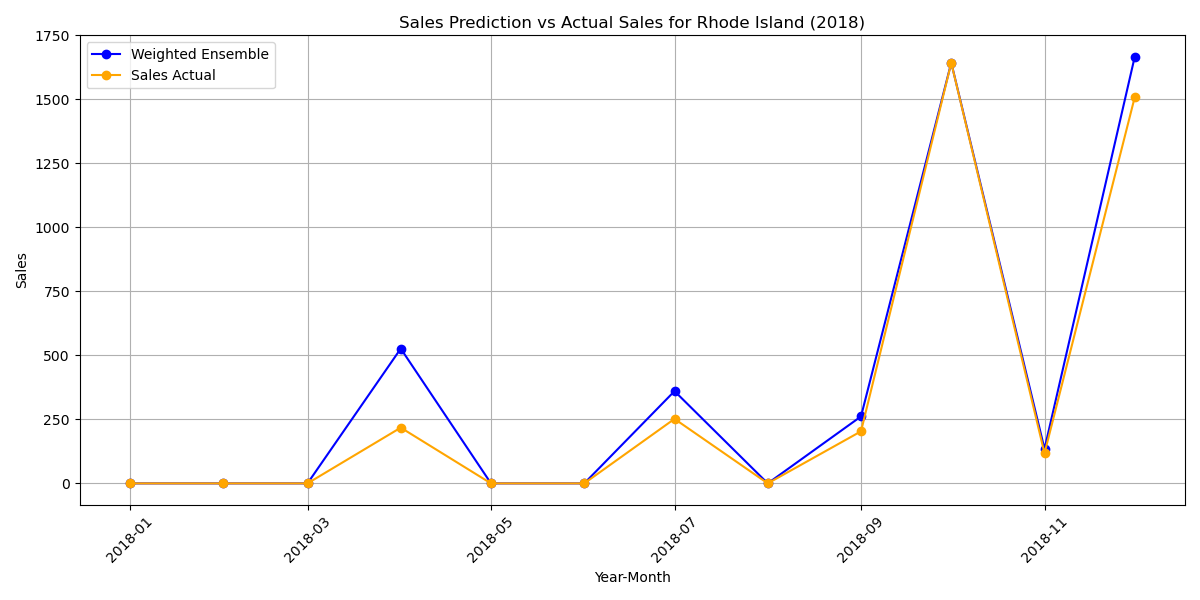 Sales Prediction vs Actual Sales for Rhode Island (2018)
Weighted Ensemble
Sales Actual
1750
1500
1250
1000
750
500
250
0
Sales
2018-01
2018-03
2018-05
2018-07
2018-09
2018-11
Year-Month